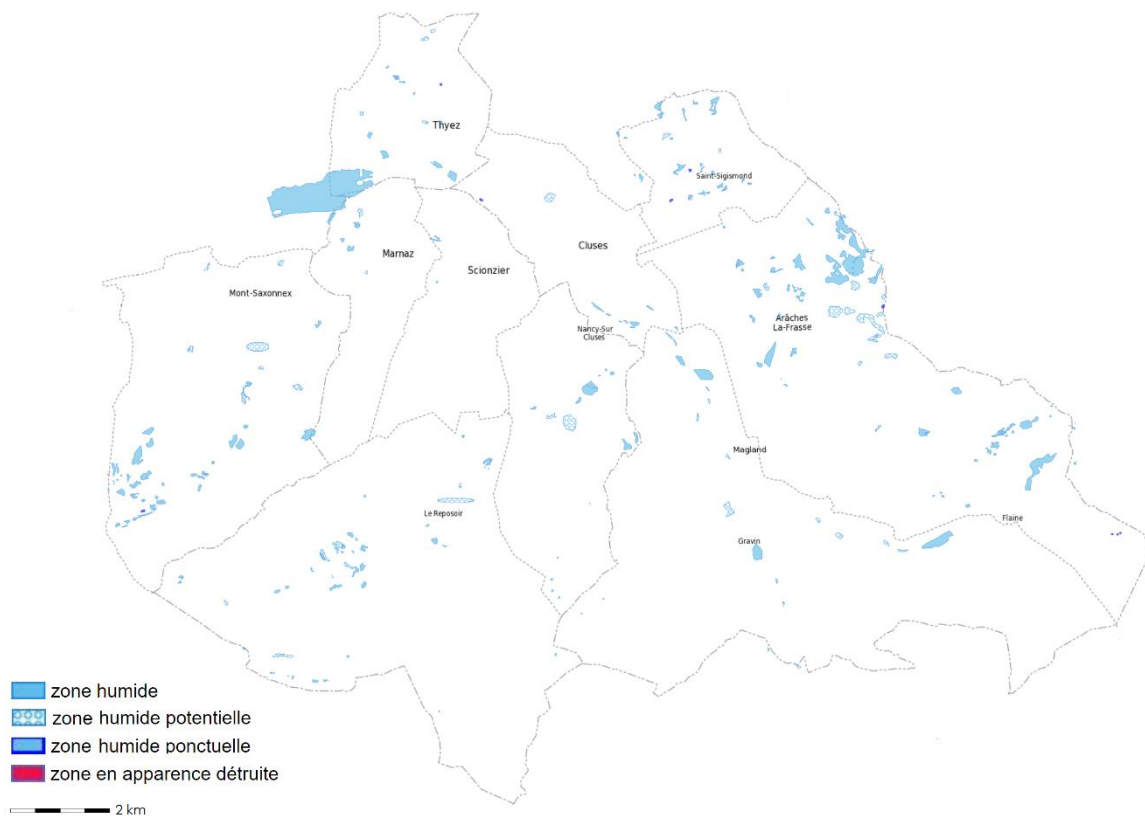 Thyez
Saint-Sigismond
Cluses
Marnaz
Scionzier
Mont-Saxonnex
Nancy-Sur
Cluses
Arâches
La-Frasse
Magland
Le Reposoir
Flaine
Gravin
zone humide
zone humide potentielle
zone humide ponctuelle
zone en apparence détruite
2 km